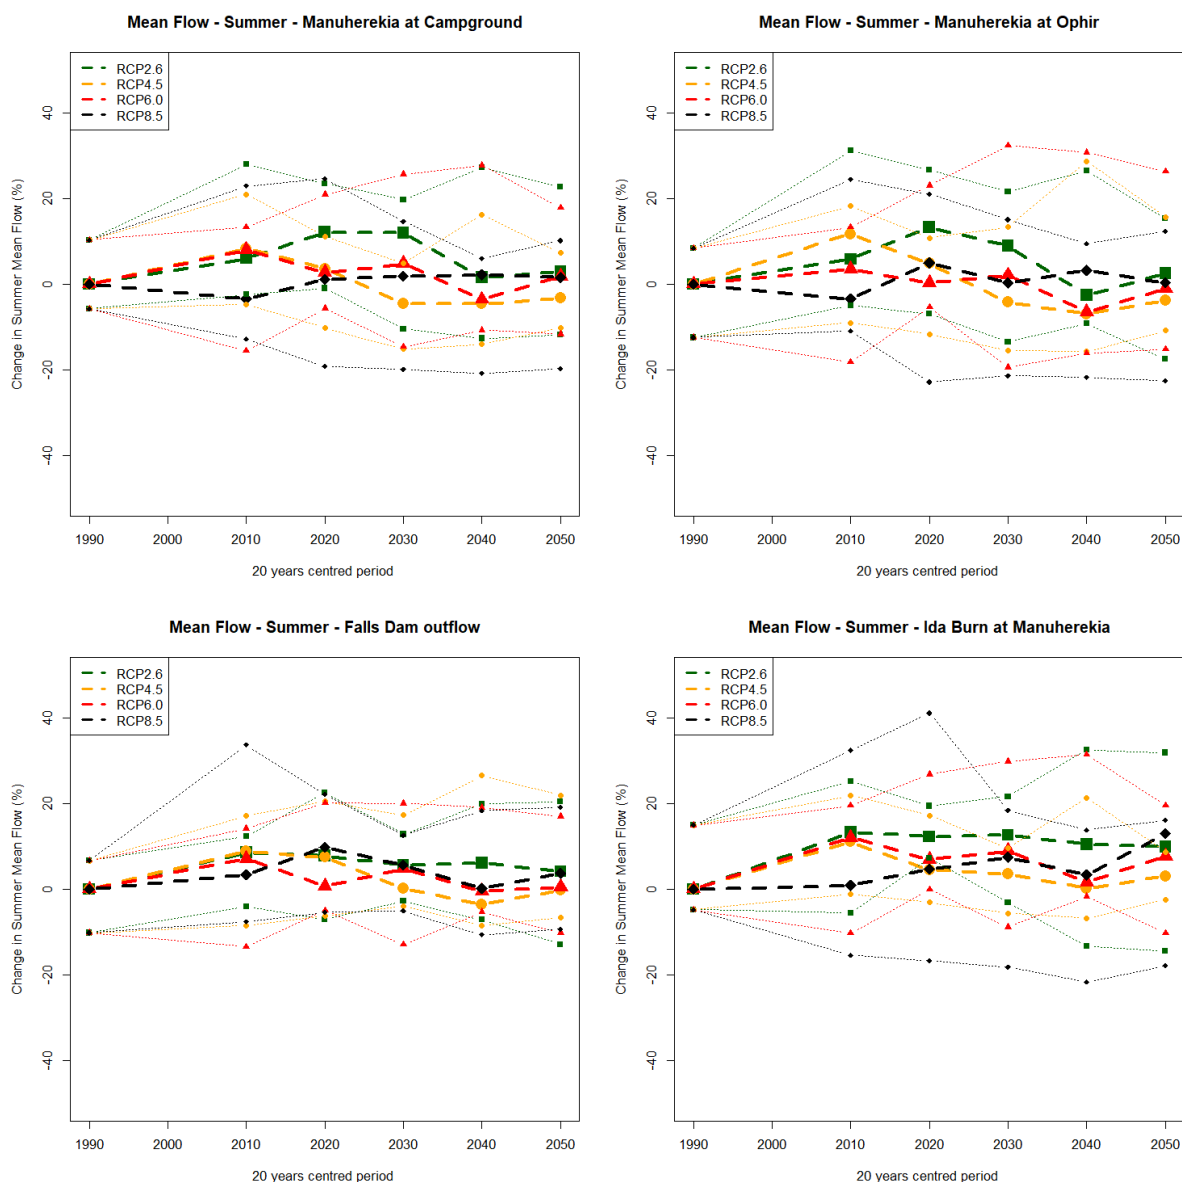 Mean Flow - Summer - Manuherekia at Campground
RCP2.6
RCP4.5
RCP6.0
RCP8.5
Change in Summer Mean Flow (%)
40
20
0
-20
-40
1990 2000 2010 2020 2030 2040 2050
20 years centred period
Mean Flow - Summer - Manuherekia at Ophir
RCP2.6
RCP4.5
RCP6.0
RCP8.5
Change in Summer Mean Flow (%)
40
20
0
-20
-40
1990 2000 2010 2020 2030 2040 2050
20 years centred period
Mean Flow - Summer - Falls Dam outflow
RCP2.6
RCP4.5
RCP6.0
RCP8.5
Change in Summer Mean Flow (%)
40
20
0
-20
-40
1990 2000 2010 2020 2030 2040 2050
20 years centred period
Mean Flow - Summer - Ida Burn at Manuherekia
RCP2.6
RCP4.5
RCP6.0
RCP8.5
Change in Summer Mean Flow (%)
40
20
0
-20
-40
1990 2000 2010 2020 2030 2040 2050
20 years centred period